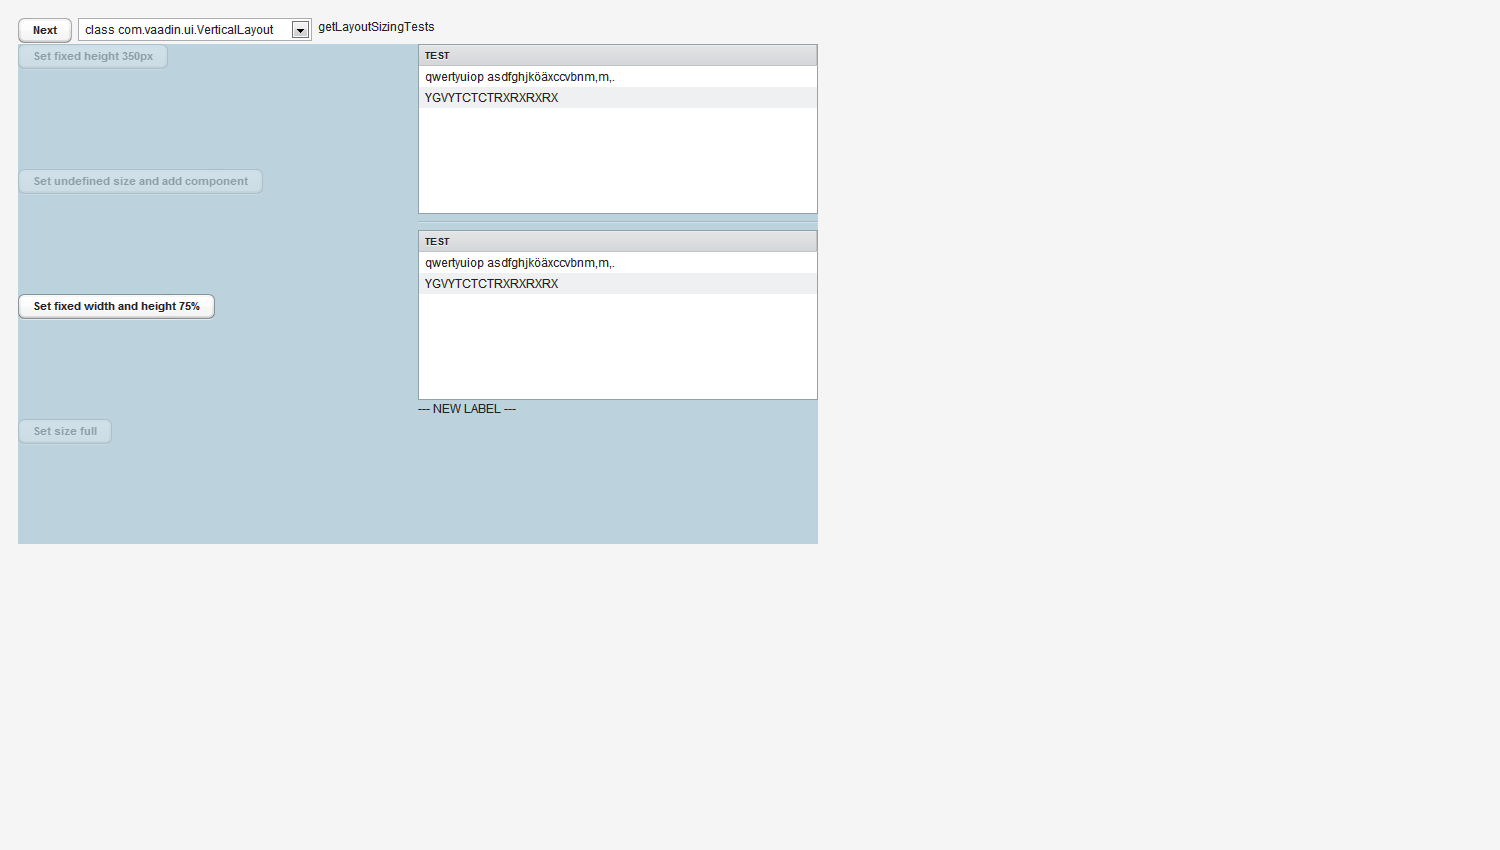 Next
class com.vaadin.ui.VerticalLayout
getLayoutSizingTests
Set fixed height 350px
Set undefined size and add component
Set fixed width and height 75%
Set size full
TEST
qwertyuiop asdfghjköäxccvbnm,m,.
YGVYTCTCTRXRXRXRX
TEST
qwertyuiop asdfghjköäxccvbnm,m,.
YGVYTCTCTRXRXRXRX
--- NEW LABEL ---